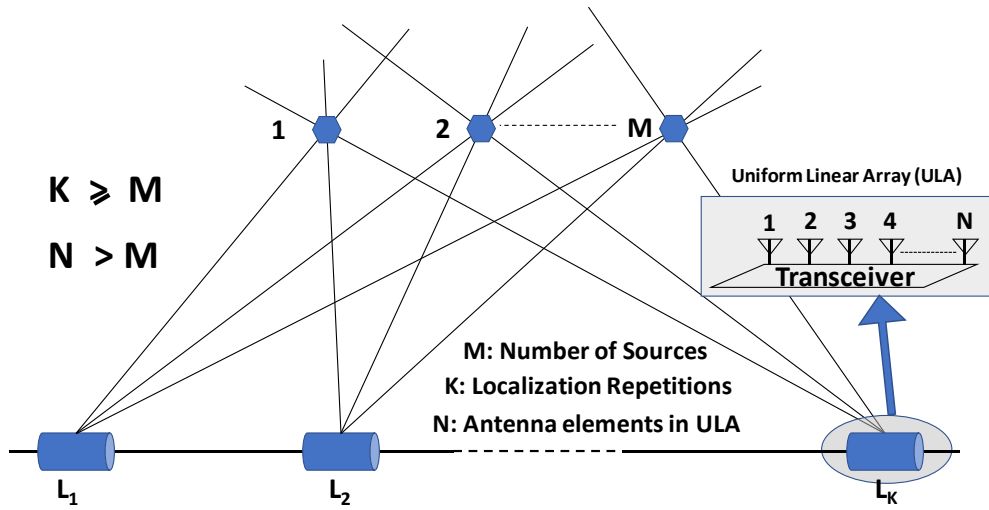 1
2
M
K ⩾ M
N > M
Uniform Linear Array (ULA)
1 2 3 4 N
Transceiver
M: Number of Sources
K: Localization Repetitions
N: Antenna elements in ULA
L₁
L₂
Lₖ